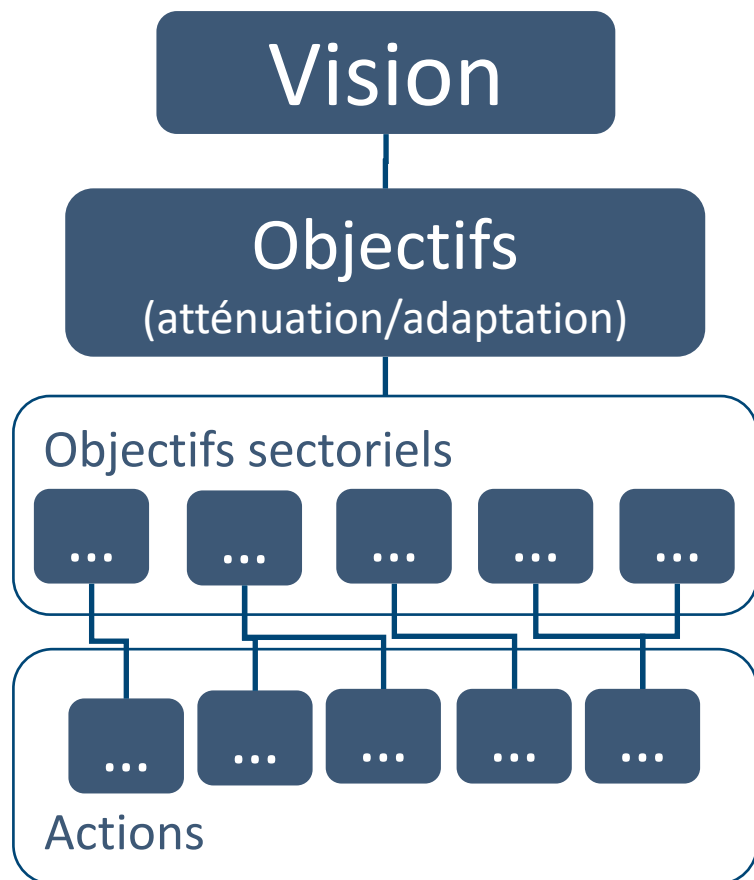 Vision
Objectifs
(atténuation/adaptation)
Objectifs sectoriels
... ... ... ... ...
... ... ... ... ...
Actions